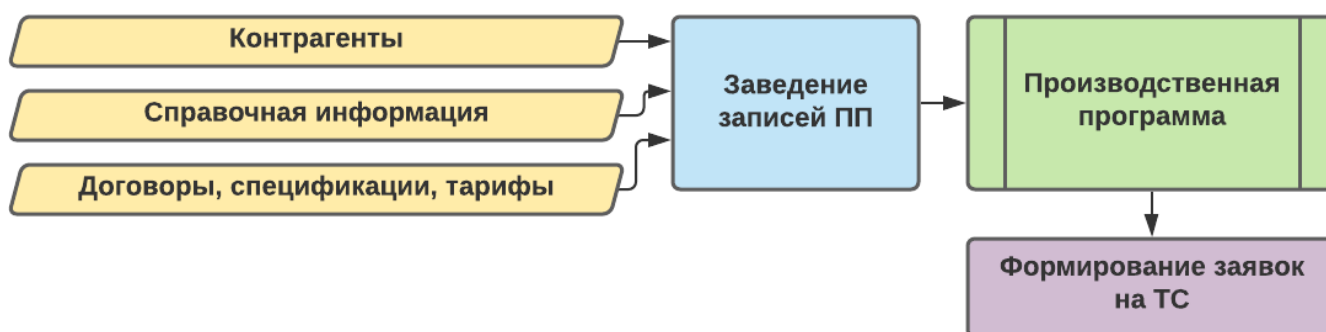 Контрагенты
Справочная информация
Договоры, спецификации, тарифы
Заведение
записей ПП
Производственная
программа
Формирование заявок
на ТС